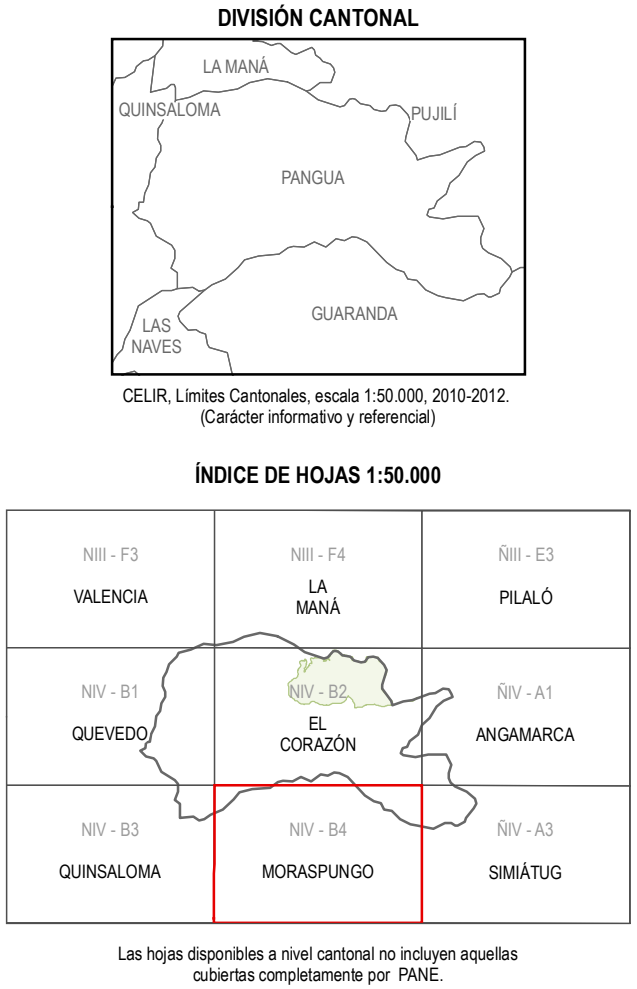 DIVISIÓN CANTONAL
LA MANÁ
QUINSALOMA
PUJILÍ
PANGUA
GUARANDA
LAS
NAVES
CELIR, Límites Cantonales, escala 1:50.000, 2010-2012.
(Carácter informativo y referencial)
ÍNDICE DE HOJAS 1:50.000
NIII - F3
VALENCIA
NIII - F4
LA
MANÁ
ÑIII - E3
PILALÓ
NIV - B1
QUEVEDO
NIV - B2
EL
CORAZÓN
ÑIV - A1
ANGAMARCA
NIV - B3
QUINSALOMA
NIV - B4
MORASPUNGO
ÑIV - A3
SIMIÁTUG
Las hojas disponibles a nivel cantonal no incluyen aquellas
cubiertas completamente por PANE.